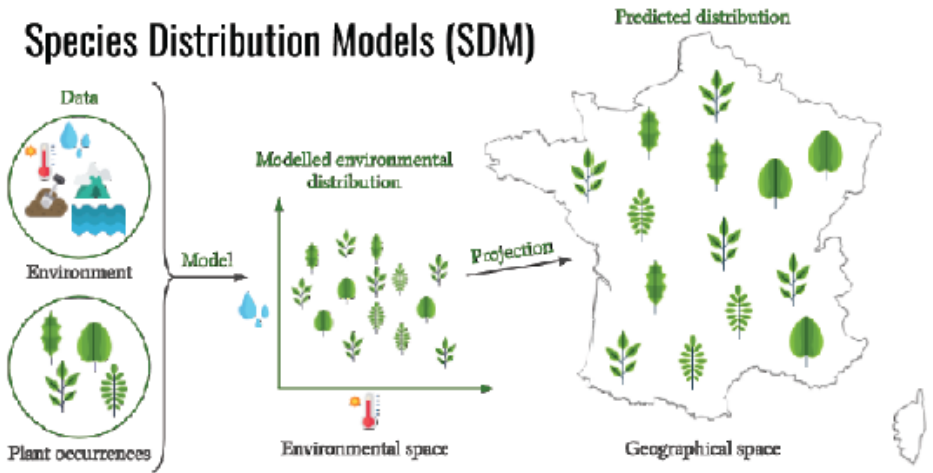 Species Distribution Models (SDM)
Data
Environment
Plant occurrences
Model
Modelled environmental
distribution
Environmental space
Projection
Predicted distribution
Geographical space